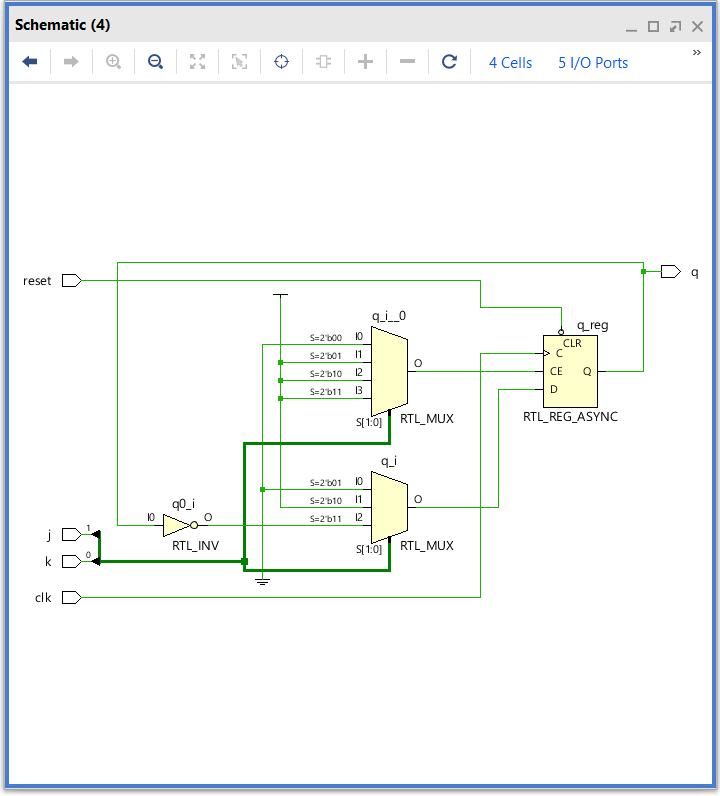 Schematic (4)
4 Cells 5 I/O Ports »
reset
q
q_i__0
q_reg
S=2'b00 I0
S=2'b01 I1
S=2'b10 I2
S=2'b11 I3
O
S[1:0]
RTL_MUX
CLR
C
CE Q
D
RTL_REG_ASYNC
q_i
S=2'b01 I0
S=2'b10 I1
S=2'b11 I2
O
S[1:0]
RTL_MUX
q0_i
I0 O
RTL_INV
j 1
k 0
clk